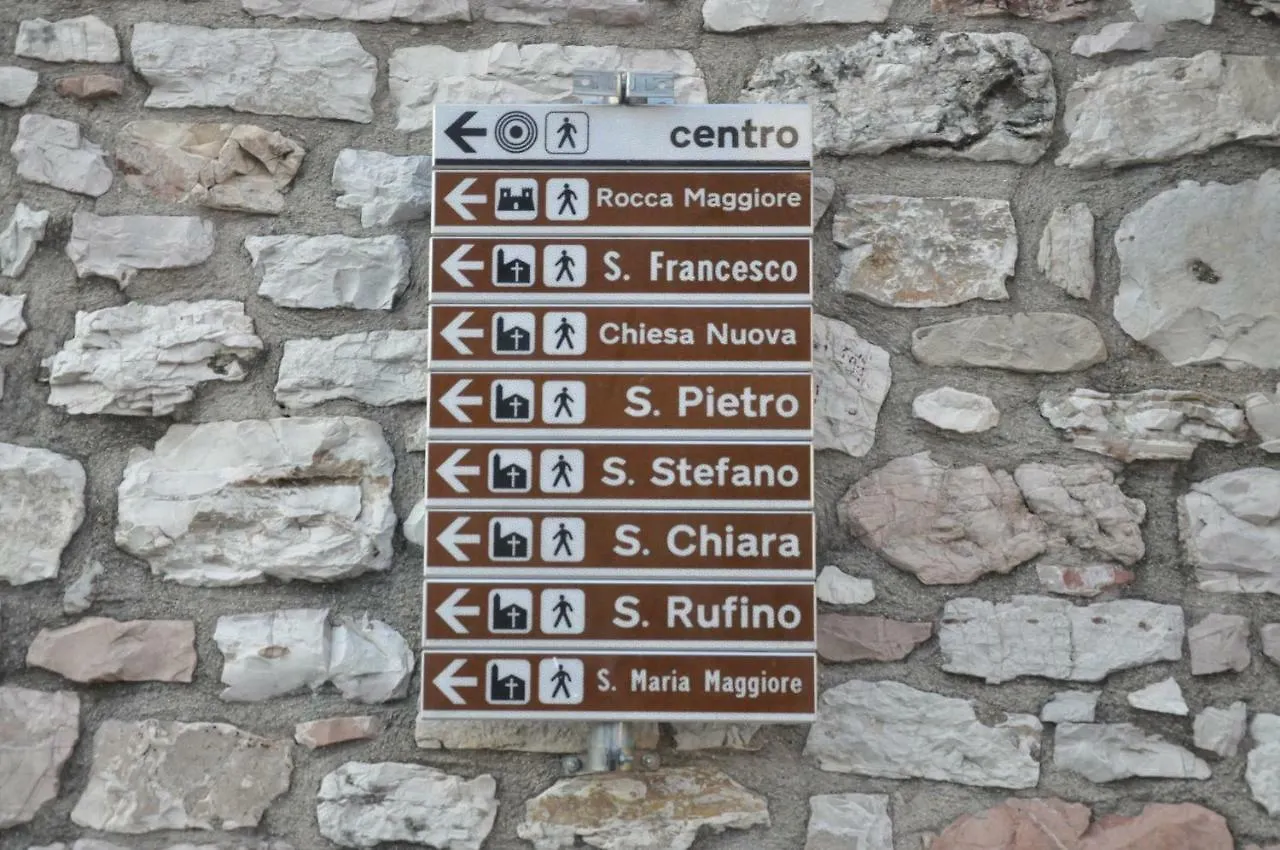 centro
Rocca Maggiore
S. Francesco
Chiesa Nuova
S. Pietro
S. Stefano
S. Chiara
S. Rufino
S. Maria Maggiore